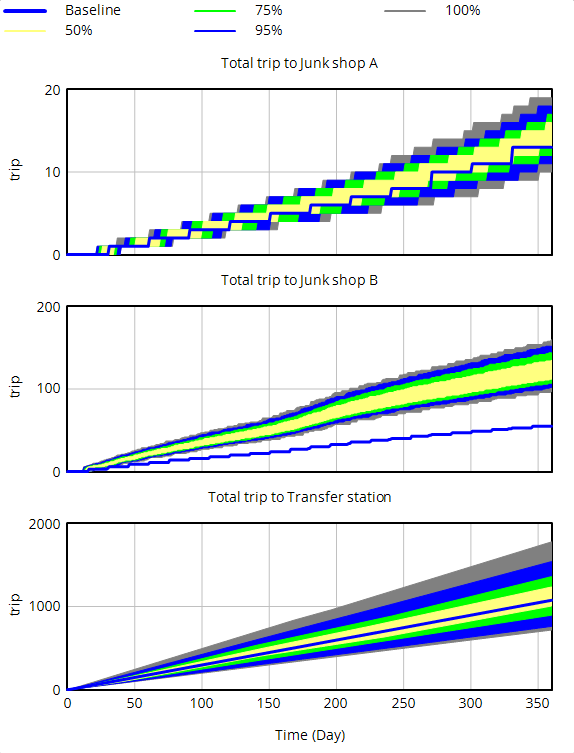 Baseline 75% 100%
50% 95%
Total trip to Junk shop A
20
10
0
trip
Total trip to Junk shop B
200
100
0
trip
Total trip to Transfer station
2000
1000
0
trip
0 50 100 150 200 250 300 350
Time (Day)